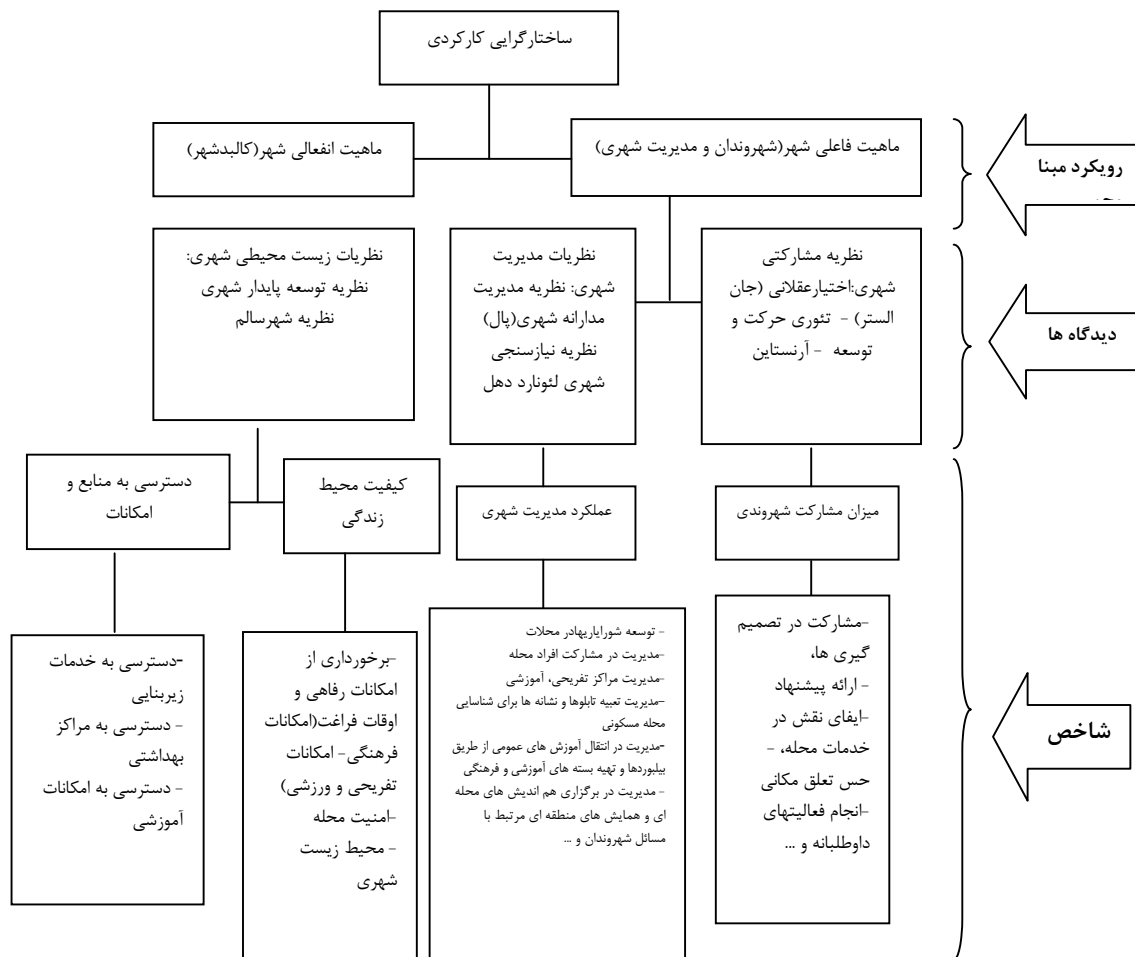 ساختارگرایی کارکردی
ماهیت فاعلی شهر(شهروندان و مدیریت شهری)
ماهیت انفعالی شهر(کالبدشهر)
رویکرد مبنا
نظریه مشارکتی
شهری:اختیارعقلانی (جان
الستر) - تئوری حرکت و
توسعه - آرنستاین
نظریات مدیریت
شهری: نظریه مدیریت
مدارانه شهری(پال)
نظریه نیازسنجی
شهری لئونارد دهل
نظریات زیست محیطی شهری:
نظریه توسعه پایدار شهری
نظریه شهرسالم
دیدگاه ها
میزان مشارکت شهروندی
عملکرد مدیریت شهری
کیفیت محیط
زندگی
دسترسی به منابع و
امکانات
-مشارکت در تصمیم
گیری ها،
- ارائه پیشنهاد
-ایفای نقش در
خدمات محله، -
حس تعلق مکانی
-انجام فعالیتهای
داوطلبانه و ...
- توسعه شورایاریهادر محلات
-مدیریت در مشارکت افراد محله
-مدیریت مراکز تفریحی، آموزشی
-مدیریت تعبیه تابلوها و نشانه ها برای شناسایی
محله مسکونی
-مدیریت در انتقال آموزش های عمومی از طریق
بیلبوردها و تهیه بسته های آموزشی و فرهنگی
- مدیریت در برگزاری هم اندیش های محله
ای و همایش های منطقه ای مرتبط با
مسائل شهروندان و ...
-برخورداری از
امکانات رفاهی و
اوقات فراغت(امکانات
فرهنگی- امکانات
تفریحی و ورزشی)
-امنیت محله
- محیط زیست
شهری
-دسترسی به خدمات
زیربنایی
- دسترسی به مراکز
بهداشتی
- دسترسی به امکانات
آموزشی
شاخص